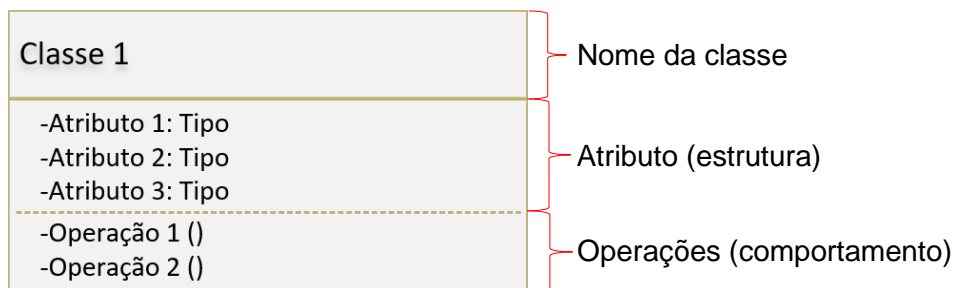 Classe 1
Nome da classe
-Atributo 1: Tipo
-Atributo 2: Tipo
-Atributo 3: Tipo
Atributo (estrutura)
-Operação 1 ()
-Operação 2 ()
Operações (comportamento)